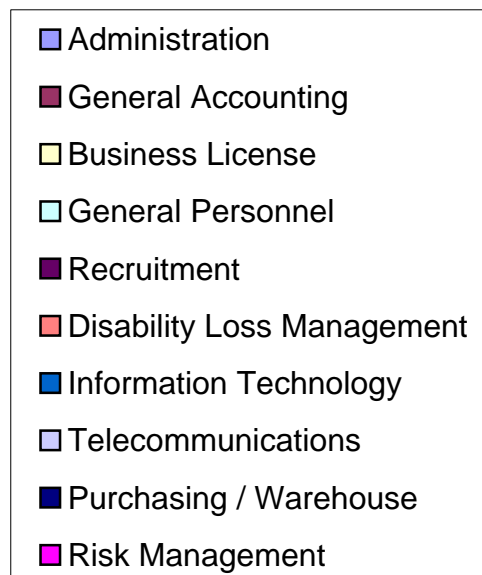 Administration
General Accounting
Business License
General Personnel
Recruitment
Disability Loss Management
Information Technology
Telecommunications
Purchasing / Warehouse
Risk Management